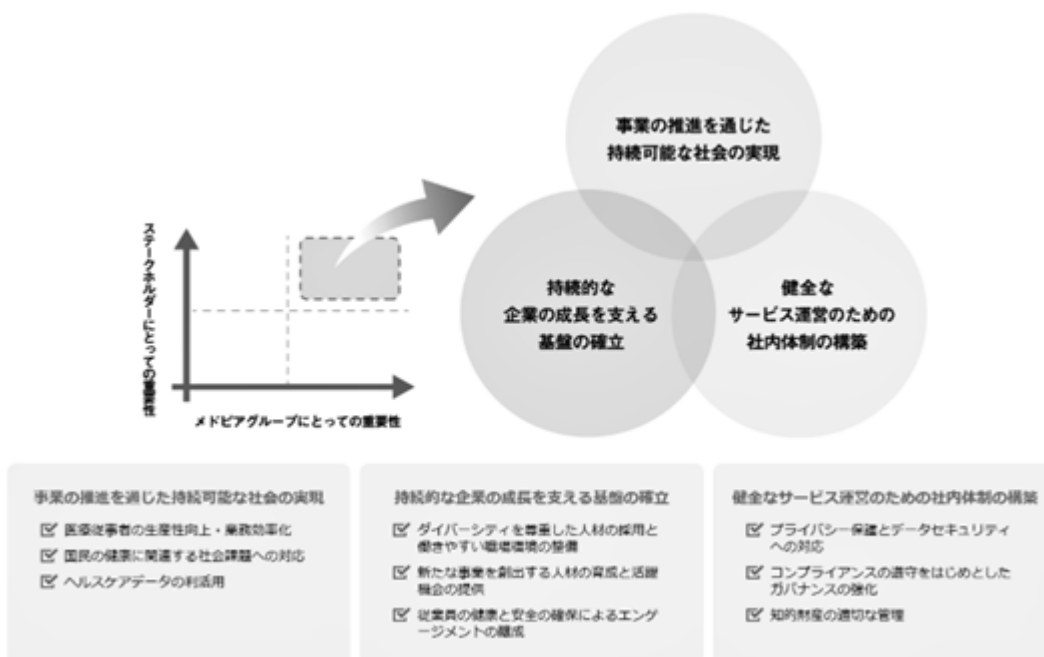 事業の推進を通じた
持続可能な社会の実現
ステークホルダーにとっての重要性
持続的な
企業の成長を支える
基盤の確立
健全な
サービス運営のための
社内体制の構築
メドピアグループにとっての重要性
事業の推進を通じた持続可能な社会の実現
医療従事者の生産性向上・業務効率化
国民の健康に関連する社会課題への対応
ヘルスケアデータの利活用
持続的な企業の成長を支える基盤の確立
ダイバーシティを尊重した人材の採用と
働きやすい職場環境の整備
新たな事業を創出する人材の育成と活躍
機会の提供
従業員の健康と安全の確保によるエンゲ
ージメントの醸成
健全なサービス運営のための社内体制の構築
プライバシー保護とデータセキュリティ
への対応
コンプライアンスの遵守をはじめとした
ガバナンスの強化
知的財産の適切な管理